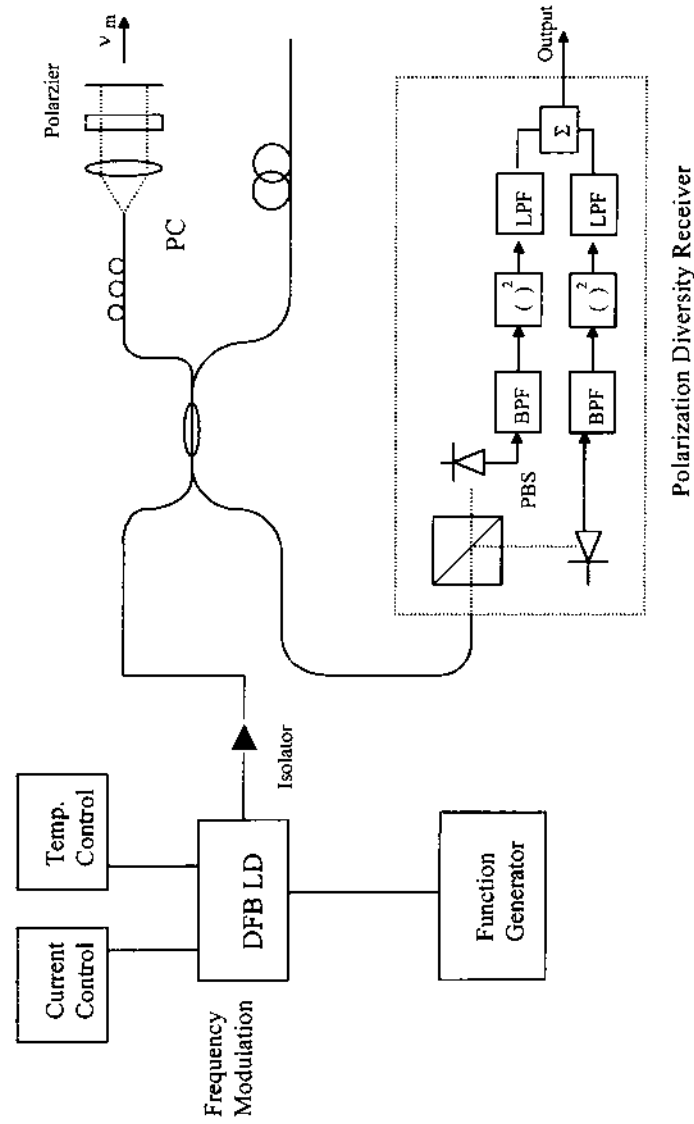 Current
Control
Temp.
Control
Frequency
Modulation
DFB LD
Isolator
Function
Generator
PC
Polarzier
ν m
PBS
BPF
( ) 2
LPF
BPF
( ) 2
LPF
Σ
Output
Polarization Diversity Receiver